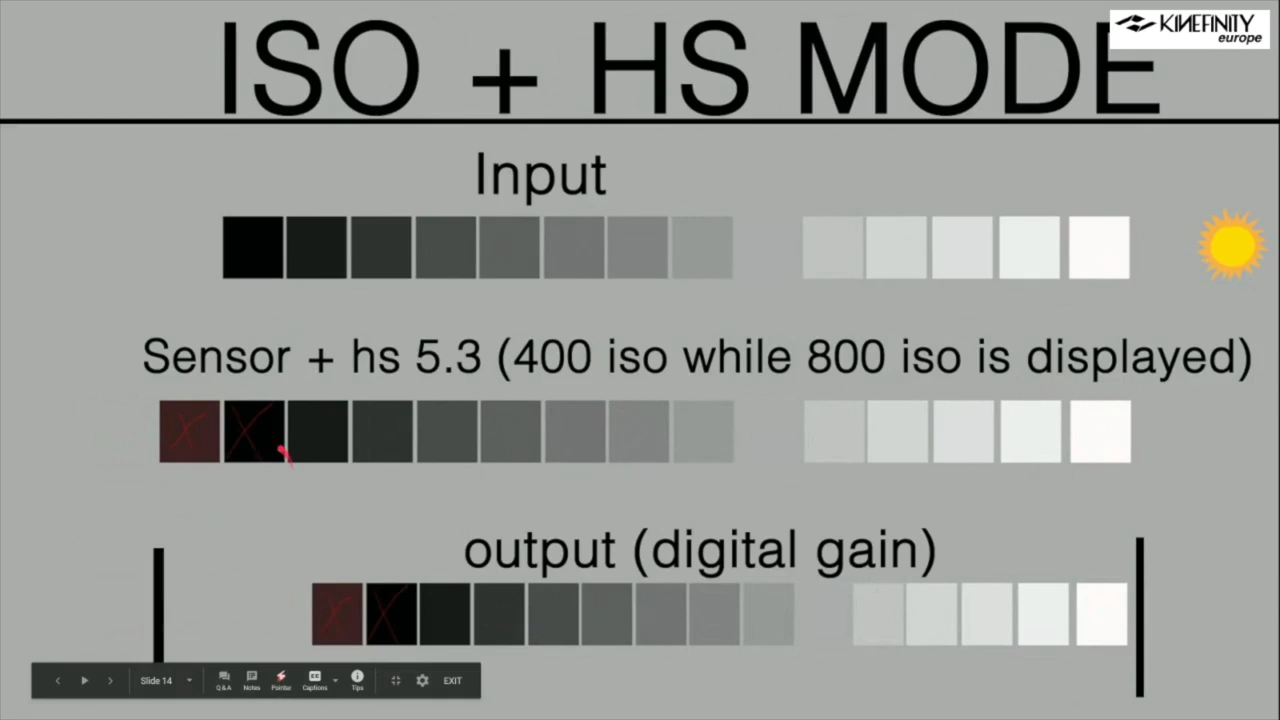 ISO + HS MODE
KINEFINITY
europe
Input
Sensor + hs 5.3 (400 iso while 800 iso is displayed)
output (digital gain)
Slide 14
Q&A
Notes
Pointer
CC
Captions
Tips
EXIT